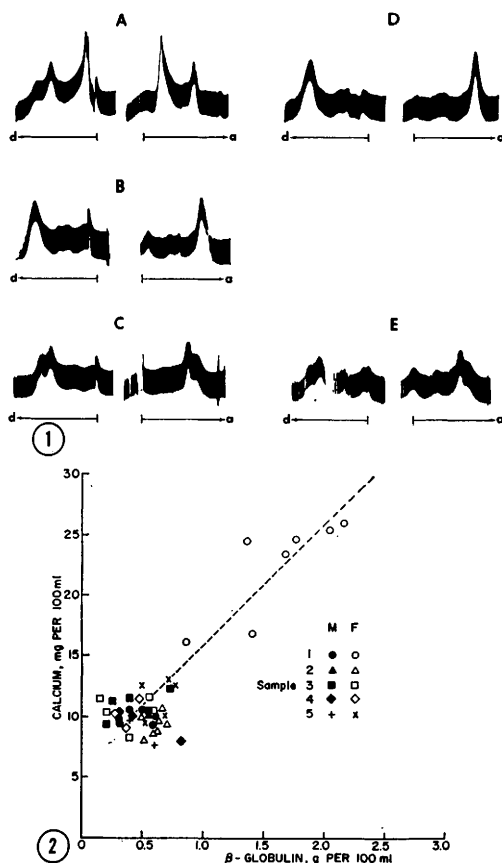 A D
d a d a
B
d a
C E
d a d a
1
30
25
20
15
10
5
0 0.5 1.0 1.5 2.0 2.5 3.0
CALCIUM, mg PER 100 ml
M F
1
2
Sample 3
4
5
β-GLOBULIN, g PER 100 ml
2